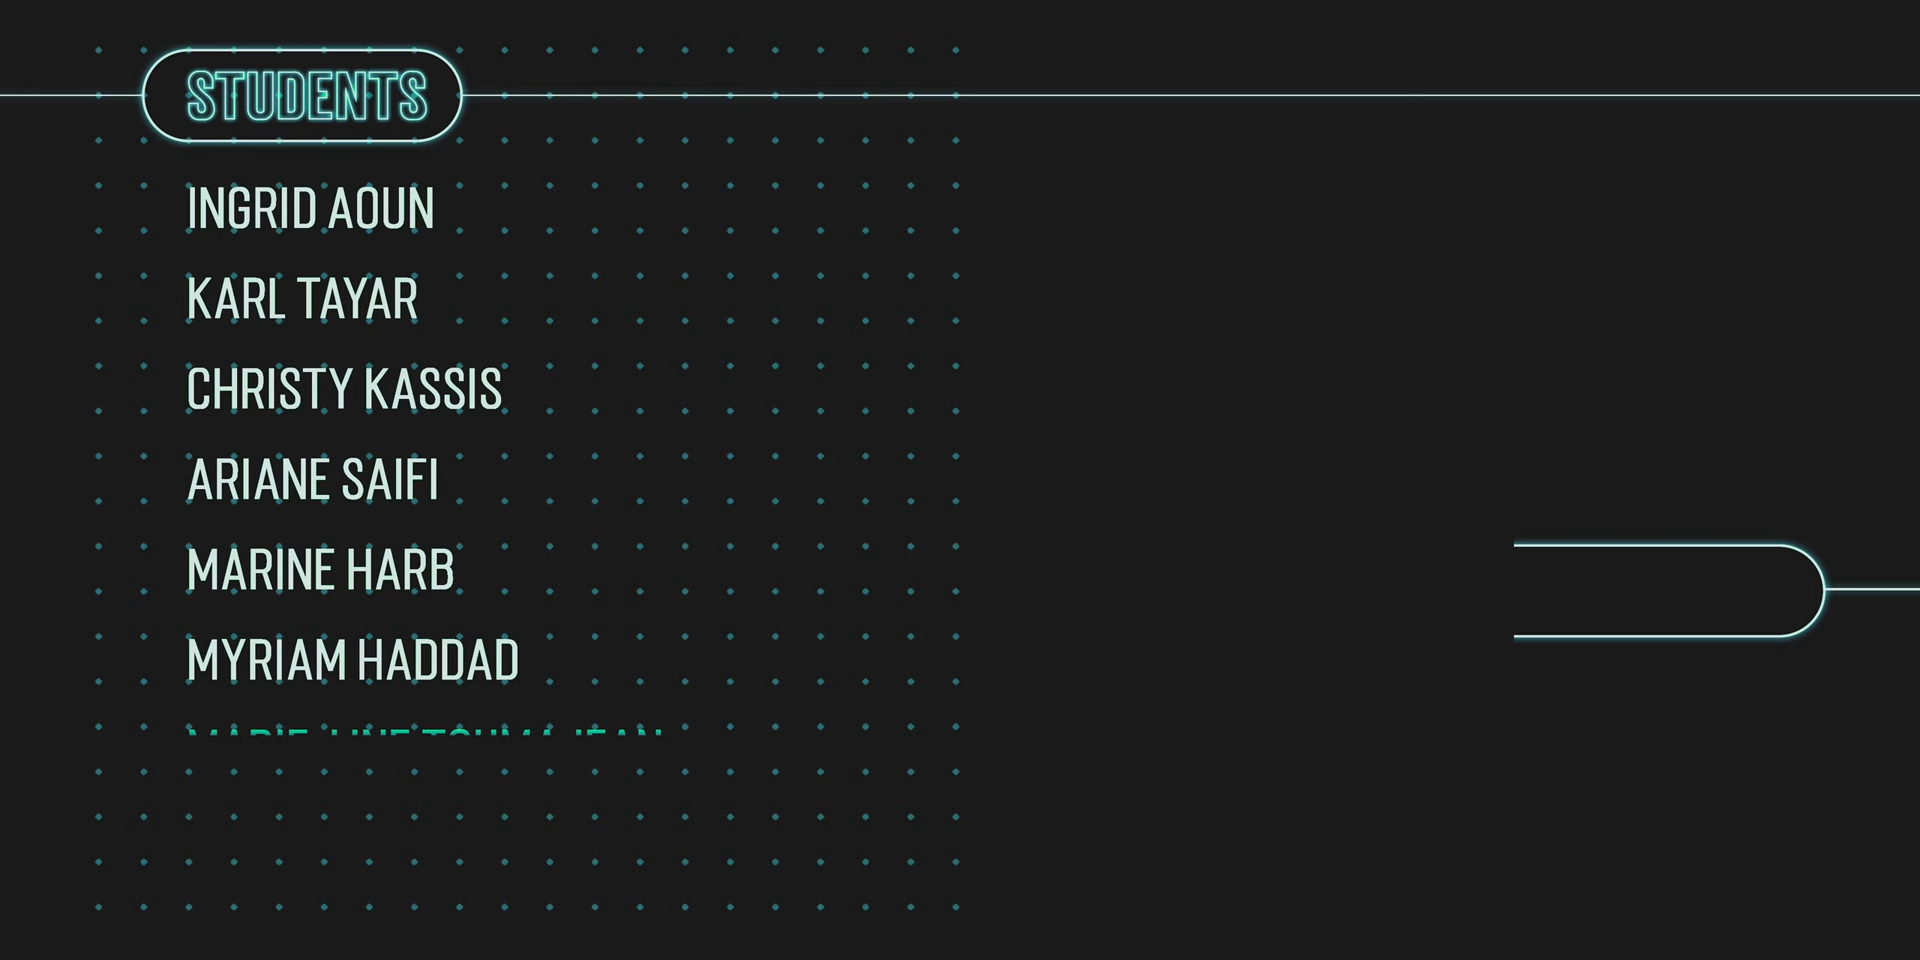 STUDENTS
INGRID AOUN
KARL TAYAR
CHRISTY KASSIS
ARIANE SAIFI
MARINE HARB
MYRIAM HADDAD